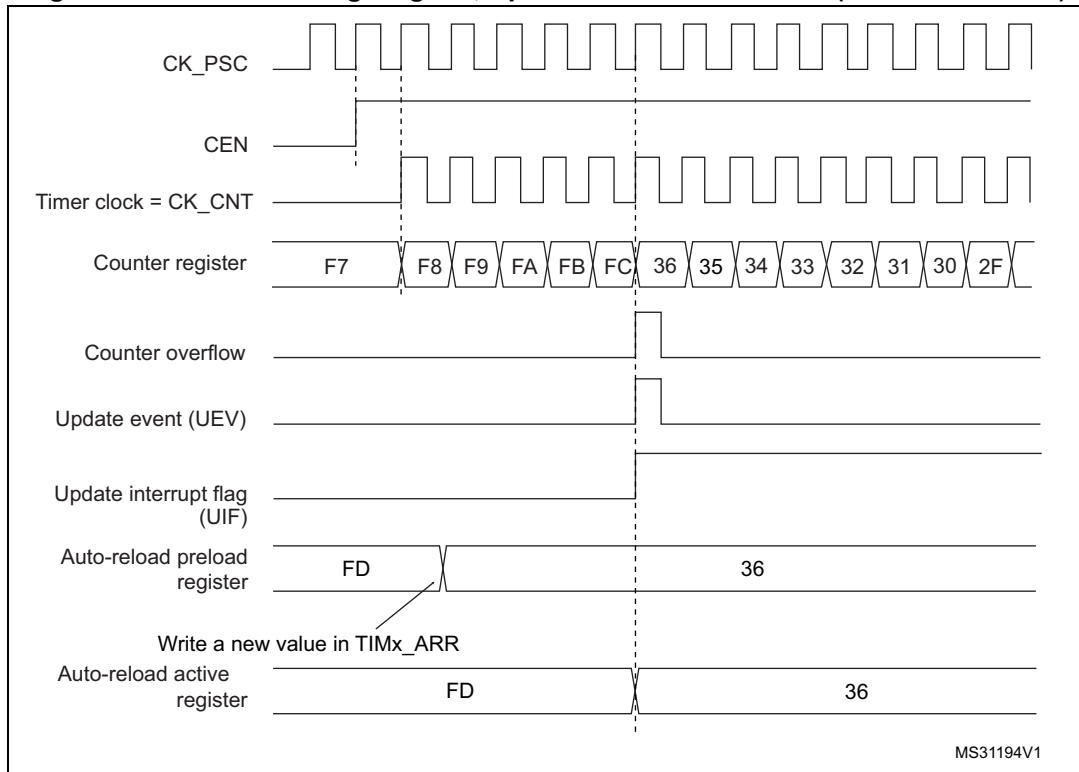 CK_PSC
CEN
Timer clock = CK_CNT
Counter register
F7 F8 F9 FA FB FC 36 35 34 33 32 31 30 2F
Counter overflow
Update event (UEV)
Update interrupt flag
(UIF)
Auto-reload preload
register
FD 36
Write a new value in TIMx_ARR
Auto-reload active
register
FD 36
MS31194V1